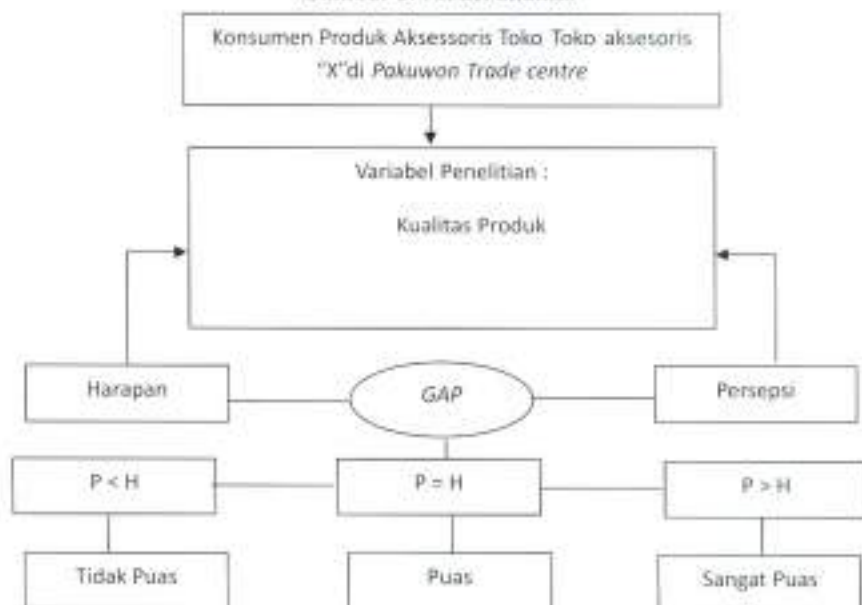 Konsumen Produk Aksessoris Toko Toko aksesoris
"X"di Pakuwon Trade centre
Variabel Penelitian :
Kualitas Produk
Harapan
GAP
Persepsi
P < H
P = H
P > H
Tidak Puas
Puas
Sangat Puas